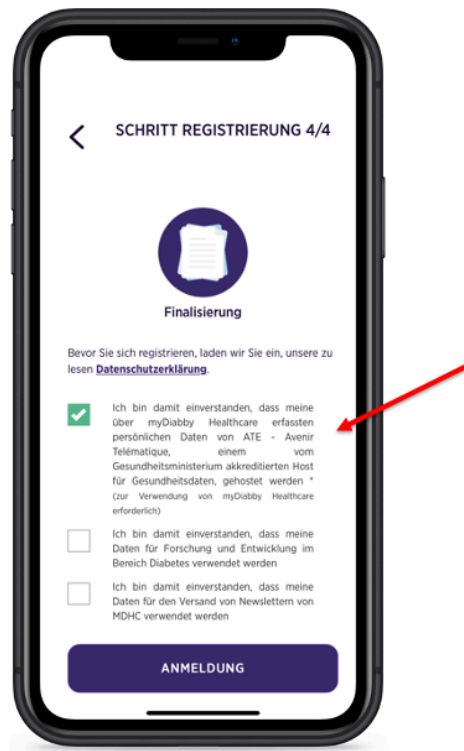 SCHRITT REGISTRIERUNG 4/4
Finalisierung
Bevor Sie sich registrieren, laden wir Sie ein, unsere zu
lesen Datenschutzerklärung.
Ich bin damit einverstanden, dass meine
über myDiabby Healthcare erfassten
persönlichen Daten von ATE - Avenir
Télématique, einem vom
Gesundheitsministerium akkreditierten Host
für Gesundheitsdaten, gehostet werden *
(zur Verwendung von myDiabby Healthcare
erforderlich)
Ich bin damit einverstanden, dass meine
Daten für Forschung und Entwicklung im
Bereich Diabetes verwendet werden
Ich bin damit einverstanden, dass meine
Daten für den Versand von Newslettern von
MDHC verwendet werden
ANMELDUNG